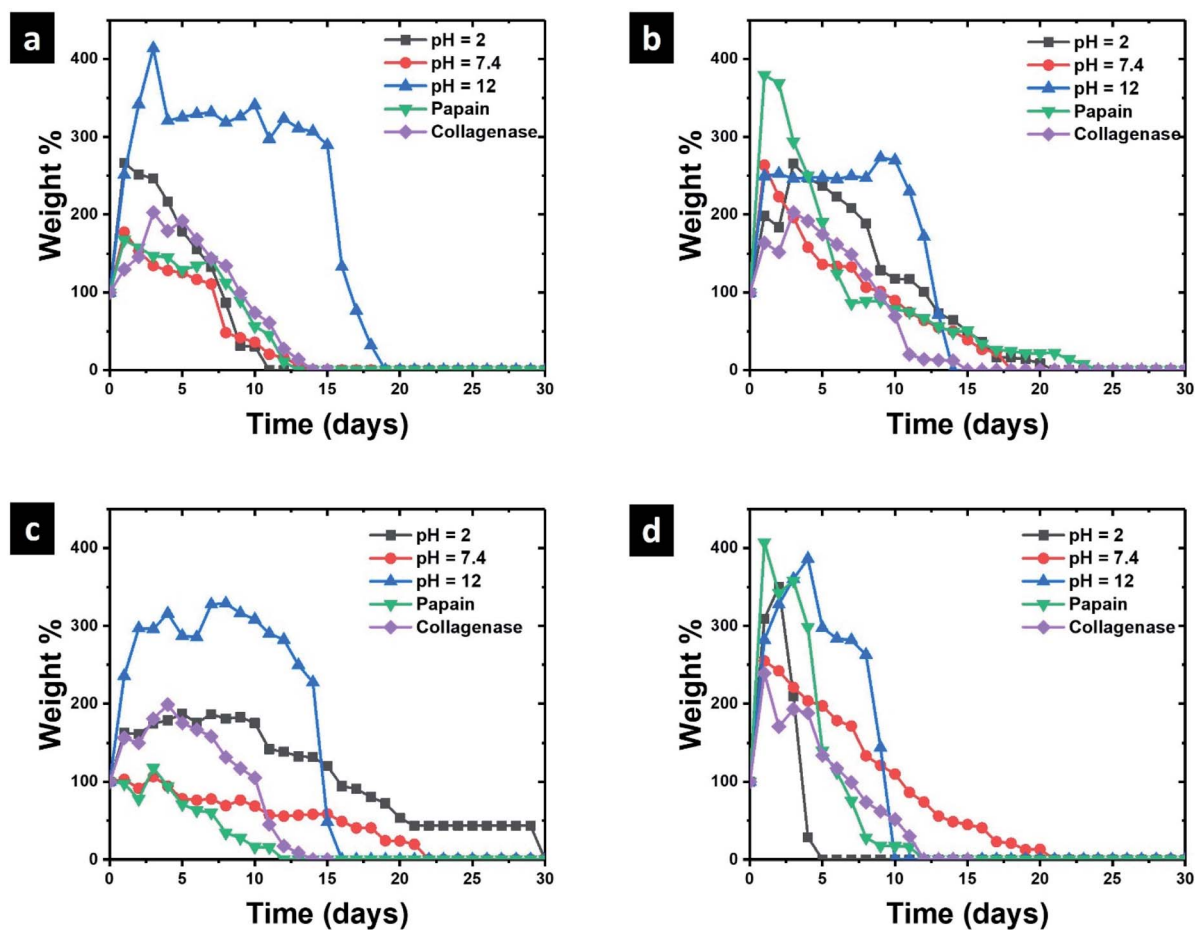 a
pH = 2
pH = 7.4
pH = 12
Papain
Collagenase
400
300
200
100
0
Weight %
0 5 10 15 20 25 30
Time (days)
b
pH = 2
pH = 7.4
pH = 12
Papain
Collagenase
400
300
200
100
0
Weight %
0 5 10 15 20 25 30
Time (days)
c
pH = 2
pH = 7.4
pH = 12
Papain
Collagenase
400
300
200
100
0
Weight %
0 5 10 15 20 25 30
Time (days)
d
pH = 2
pH = 7.4
pH = 12
Papain
Collagenase
400
300
200
100
0
Weight %
0 5 10 15 20 25 30
Time (days)